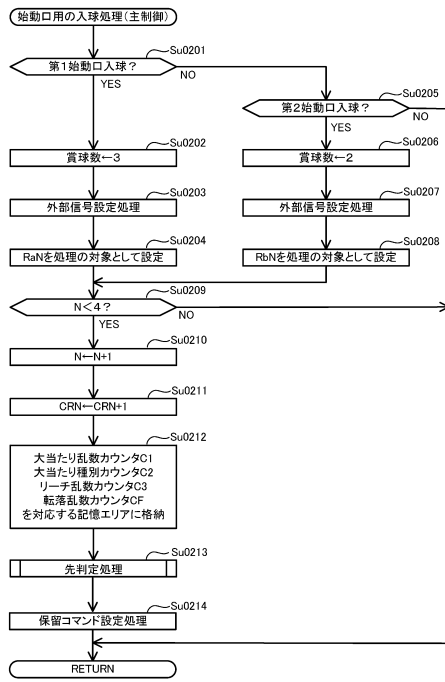 始動口用の入球処理(主制御)
Su0201
第1始動口入球?
NO
YES
Su0205
第2始動口入球?
NO
YES
Su0202
賞球数←3
Su0206
賞球数←2
Su0203
外部信号設定処理
Su0207
外部信号設定処理
Su0204
RaNを処理の対象として設定
Su0208
RbNを処理の対象として設定
Su0209
N<4?
NO
YES
Su0210
N←N+1
Su0211
CRN←CRN+1
Su0212
大当たり乱数カウンタC1
大当たり種別カウンタC2
リーチ乱数カウンタC3
転落乱数カウンタCF
を対応する記憶エリアに格納
Su0213
先判定処理
Su0214
保留コマンド設定処理
RETURN